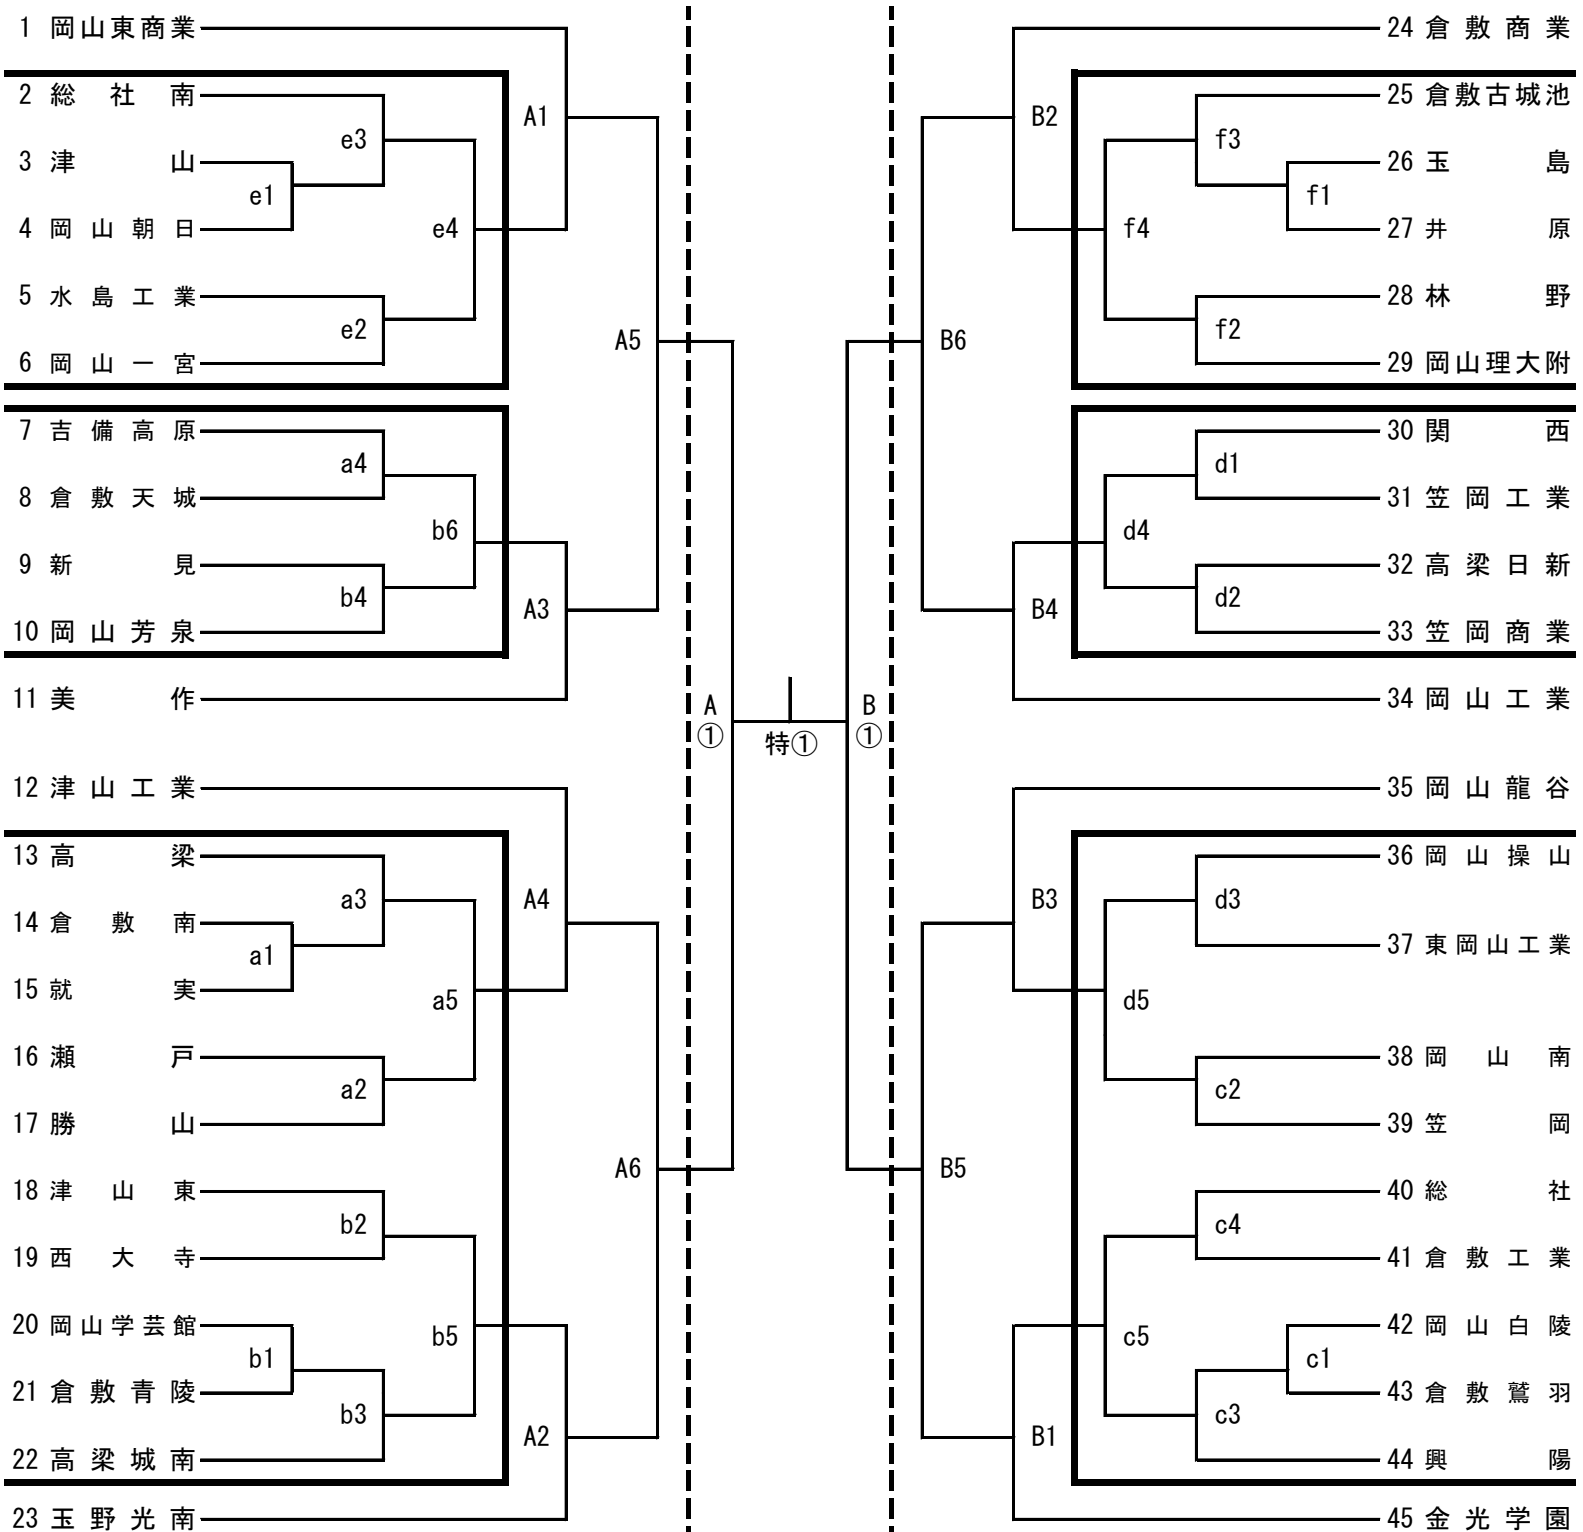 1 岡山東商業
2 総社南
3 津山
4 岡山朝日
5 水島工業
6 岡山一宮
7 吉備高原
8 倉敷天城
9 新見
10 岡山芳泉
11 美作
12 津山工業
13 高梁
14 倉敷南
15 就実
16 瀬戸
17 勝山
18 津山東
19 西大寺
20 岡山学芸館
21 倉敷青陵
22 高梁城南
23 玉野光南
e1
e3
e2
e4
a4
b4
b6
a1
a3
a2
a5
b2
b1
b3
b5
A1
A3
A4
A2
A5
A6
A
①
特①
B
①
B6
B5
B2
B4
B3
B1
f3
f1
f4
f2
d1
d4
d2
d3
d5
c2
c4
c5
c1
c3
24 倉敷商業
25 倉敷古城池
26 玉島
27 井原
28 林野
29 岡山理大附
30 関西
31 笠岡工業
32 高梁日新
33 笠岡商業
34 岡山工業
35 岡山龍谷
36 岡山操山
37 東岡山工業
38 岡山南
39 笠岡
40 総社
41 倉敷工業
42 岡山白陵
43 倉敷鷲羽
44 興陽
45 金光学園